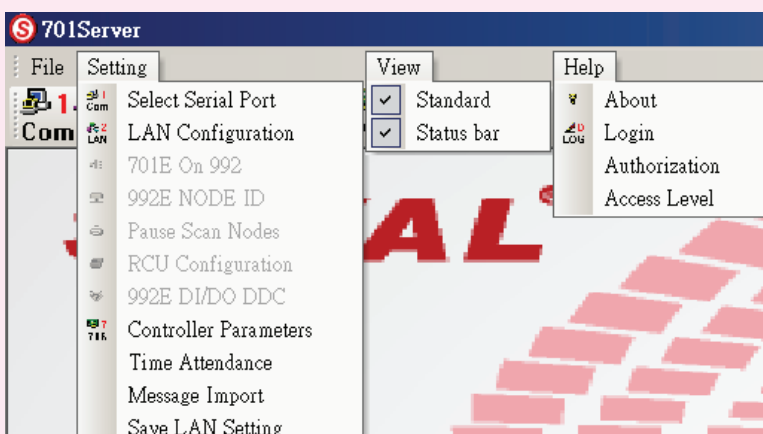 701Server
File Setting View Help
1.
Com
Select Serial Port
LAN Configuration
701E On 992
992E NODE ID
Pause Scan Nodes
RCU Configuration
992E DI/DO DDC
Controller Parameters
Time Attendance
Message Import
Save LAN Setting
Standard
Status bar
About
Login
Authorization
Access Level
AL